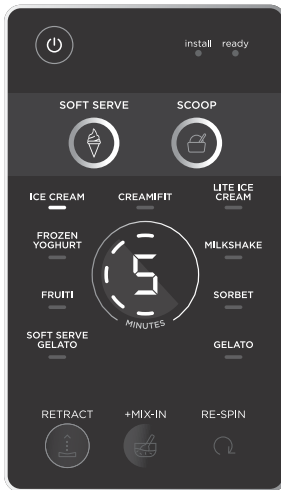 install ready
SOFT SERVE SCOOP
ICE CREAM CREAMIFIT LITE ICE
CREAM
FROZEN
YOGHURT MILKSHAKE
5
FRUITI SORBET
MINUTES
SOFT SERVE
GELATO GELATO
RETRACT +MIX-IN RE-SPIN